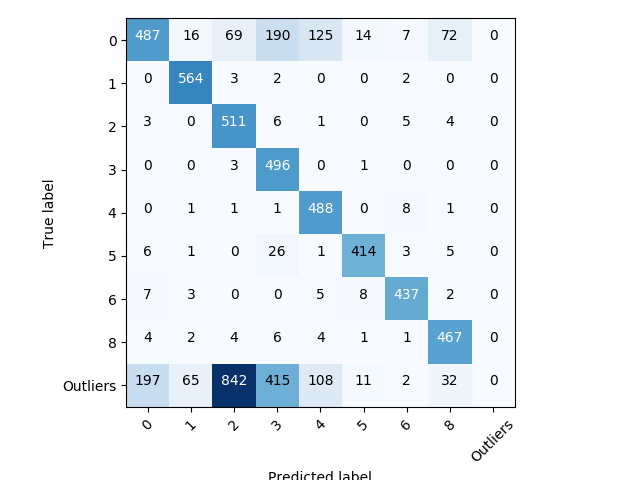 0 487 16 69 190 125 14 7 72 0
1 0 564 3 2 0 0 2 0 0
2 3 0 511 6 1 0 5 4 0
3 0 0 3 496 0 1 0 0 0
4 0 1 1 1 488 0 8 1 0
5 6 1 0 26 1 414 3 5 0
6 7 3 0 0 5 8 437 2 0
8 4 2 4 6 4 1 1 467 0
Outliers 197 65 842 415 108 11 2 32 0
0 1 2 3 4 5 6 8 Outliers
True label
Predicted label